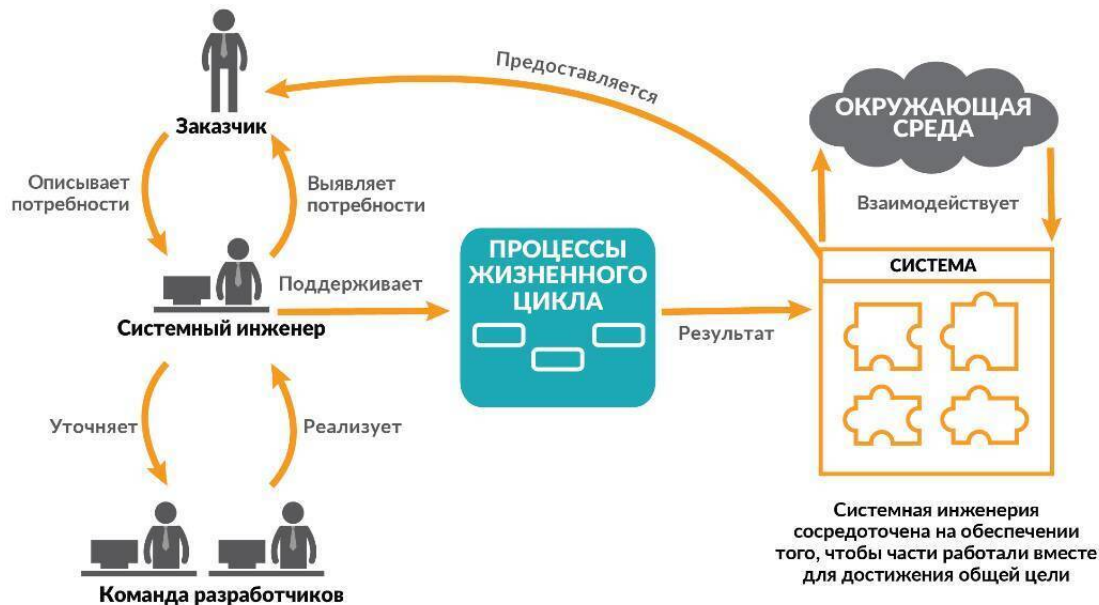 Предоставляется
ОКРУЖАЮЩАЯ
СРЕДА
Заказчик
Описывает
потребности
Выявляет
потребности
Взаимодействует
ПРОЦЕССЫ
ЖИЗНЕННОГО
ЦИКЛА
СИСТЕМА
Поддерживает
Системный инженер
Результат
Уточняет
Реализует
Системная инженерия
сосредоточена на обеспечении
того, чтобы части работали вместе
для достижения общей цели
Команда разработчиков